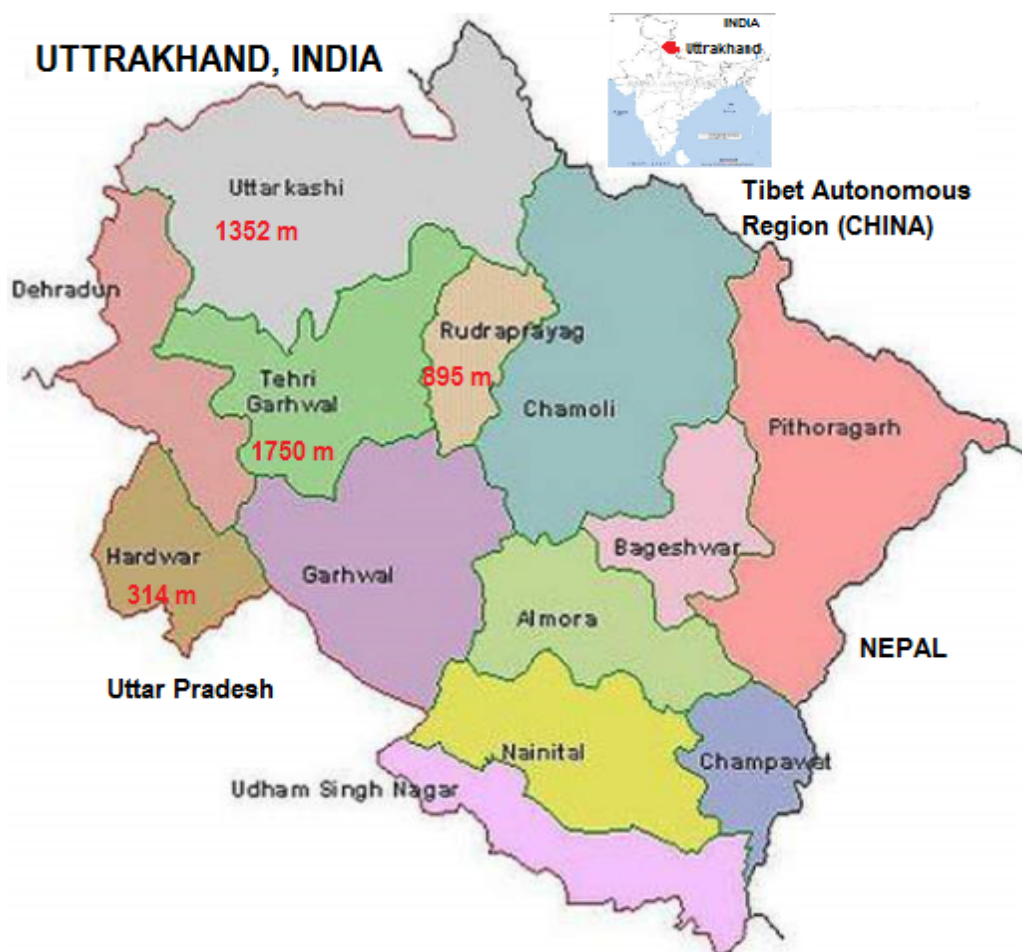 INDIA
Uttrakhand
UTTRAKHAND, INDIA
Tibet Autonomous
Region (CHINA)
Uttarkashi
1352 m
Dehradun
Rudraprayag
895 m
Tehri
Garhwal
1750 m
Chamoli
Pithoragarh
Hardwar
314 m
Garhwal
Bageshwar
Almora
NEPAL
Uttar Pradesh
Nainital
Champawat
Udham Singh Nagar